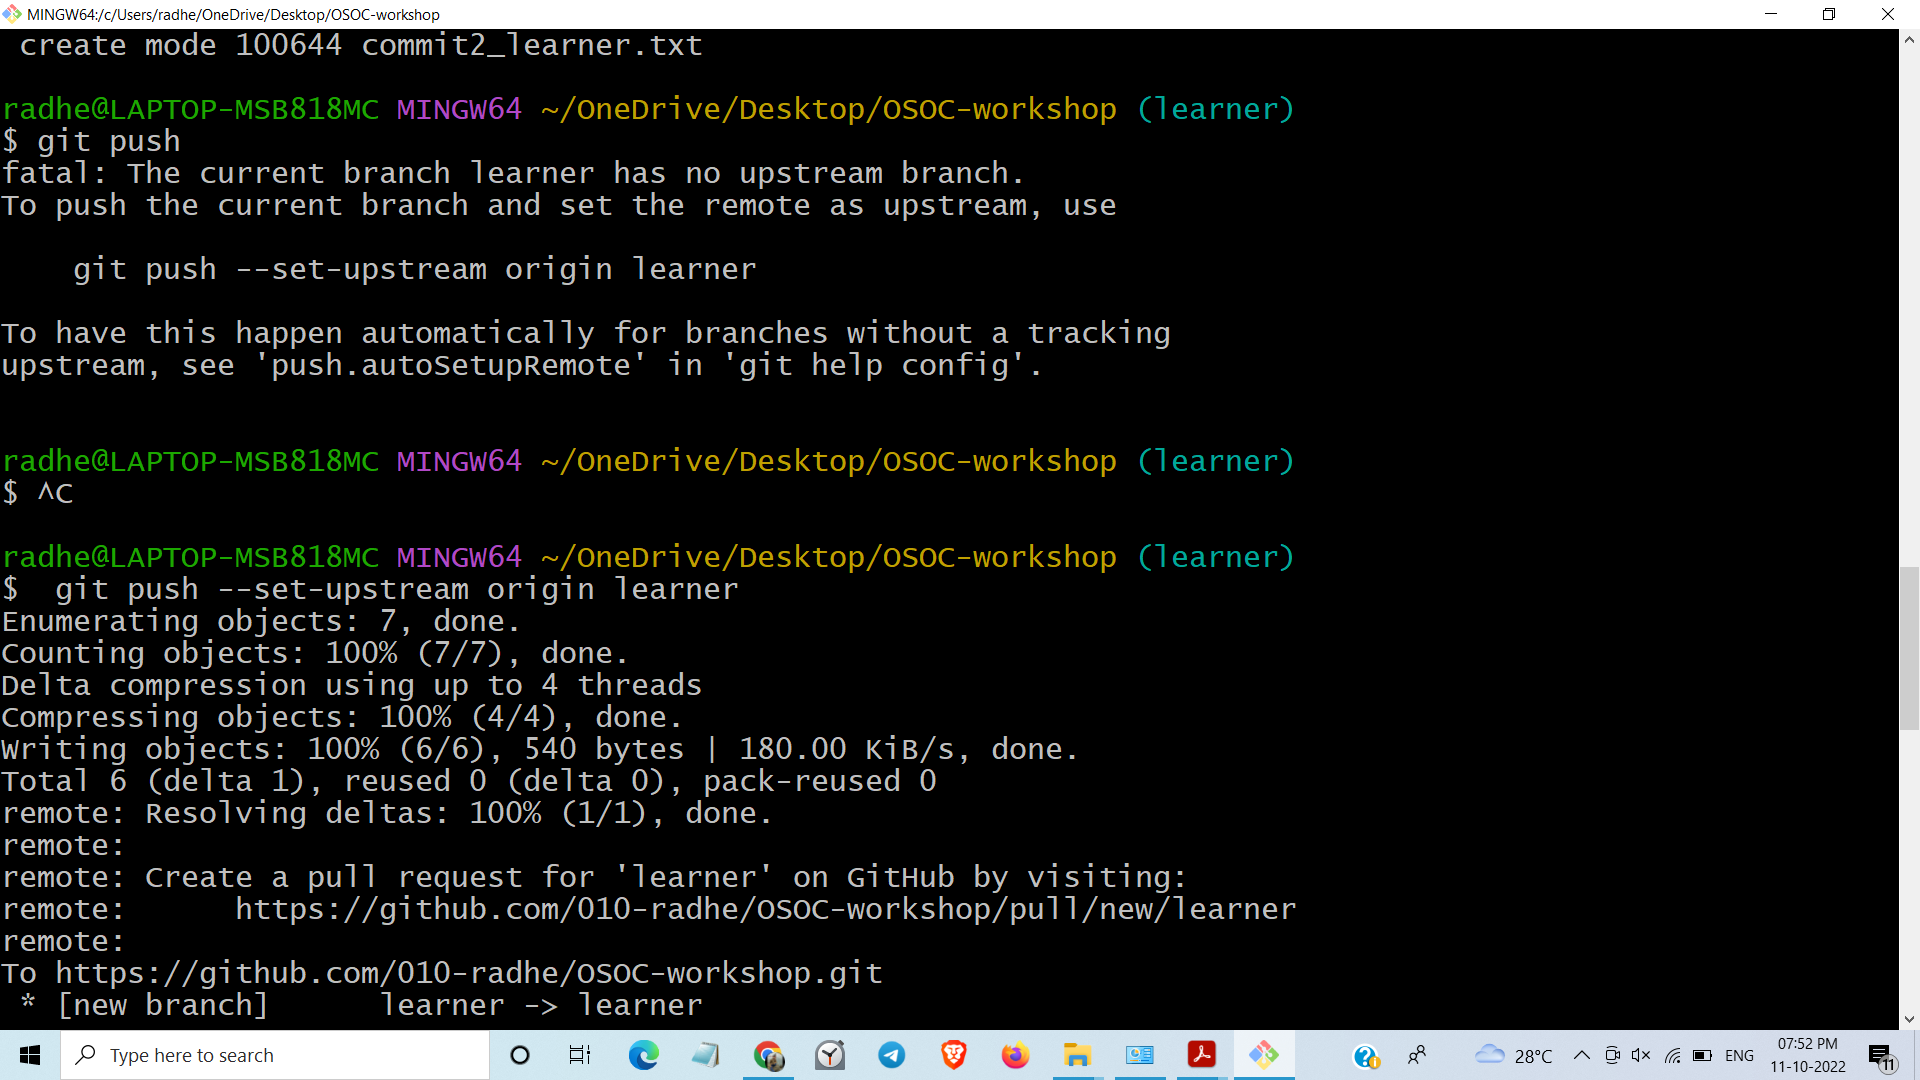 MINGW64:/c/Users/radhe/OneDrive/Desktop/OSOC-workshop
create mode 100644 commit2_learner.txt
radhe@LAPTOP-MSB818MC MINGW64 ~/OneDrive/Desktop/OSOC-workshop (learner)
$ git push
fatal: The current branch learner has no upstream branch.
To push the current branch and set the remote as upstream, use
git push --set-upstream origin learner
To have this happen automatically for branches without a tracking
upstream, see 'push.autoSetupRemote' in 'git help config'.
radhe@LAPTOP-MSB818MC MINGW64 ~/OneDrive/Desktop/OSOC-workshop (learner)
$ ^C
radhe@LAPTOP-MSB818MC MINGW64 ~/OneDrive/Desktop/OSOC-workshop (learner)
$  git push --set-upstream origin learner
Enumerating objects: 7, done.
Counting objects: 100% (7/7), done.
Delta compression using up to 4 threads
Compressing objects: 100% (4/4), done.
Writing objects: 100% (6/6), 540 bytes | 180.00 KiB/s, done.
Total 6 (delta 1), reused 0 (delta 0), pack-reused 0
remote: Resolving deltas: 100% (1/1), done.
remote:
remote: Create a pull request for 'learner' on GitHub by visiting:
remote:      https://github.com/010-radhe/OSOC-workshop/pull/new/learner
remote:
To https://github.com/010-radhe/OSOC-workshop.git
* [new branch]      learner -> learner
Type here to search
28°C
ENG
07:52 PM
11-10-2022
11